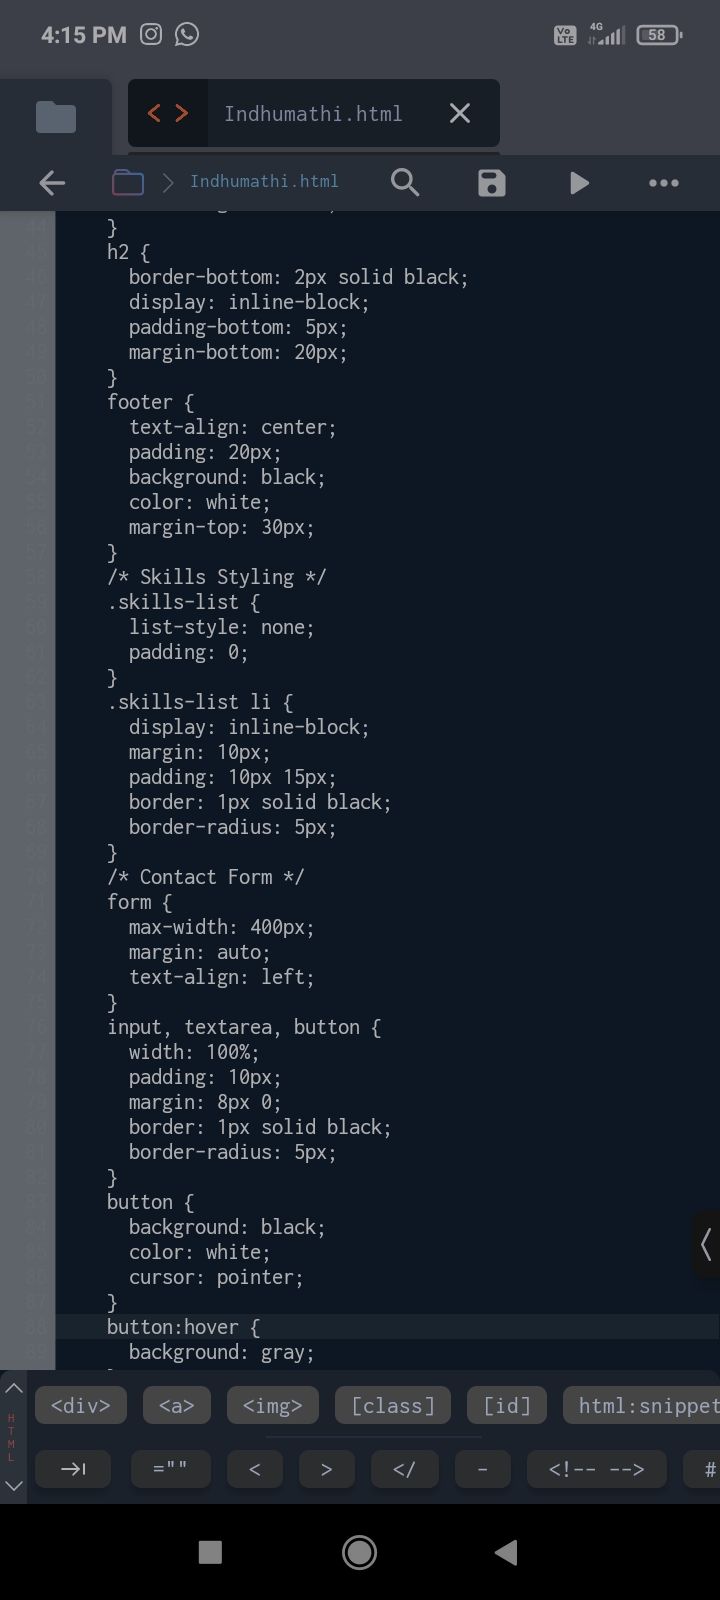 4:15 PM
Vo LTE 4G 58
< > Indhumathi.html
Indhumathi.html
}
h2 {
border-bottom: 2px solid black;
display: inline-block;
padding-bottom: 5px;
margin-bottom: 20px;
}
footer {
text-align: center;
padding: 20px;
background: black;
color: white;
margin-top: 30px;
}
/* Skills Styling */
.skills-list {
list-style: none;
padding: 0;
}
.skills-list li {
display: inline-block;
margin: 10px;
padding: 10px 15px;
border: 1px solid black;
border-radius: 5px;
}
/* Contact Form */
form {
max-width: 400px;
margin: auto;
text-align: left;
}
input, textarea, button {
width: 100%;
padding: 10px;
margin: 8px 0;
border: 1px solid black;
border-radius: 5px;
}
button {
background: black;
color: white;
cursor: pointer;
}
button:hover {
background: gray;
HTML
<div> <a> <img> [class] [id] html:snippet
="" < > </ - <!-- --> #